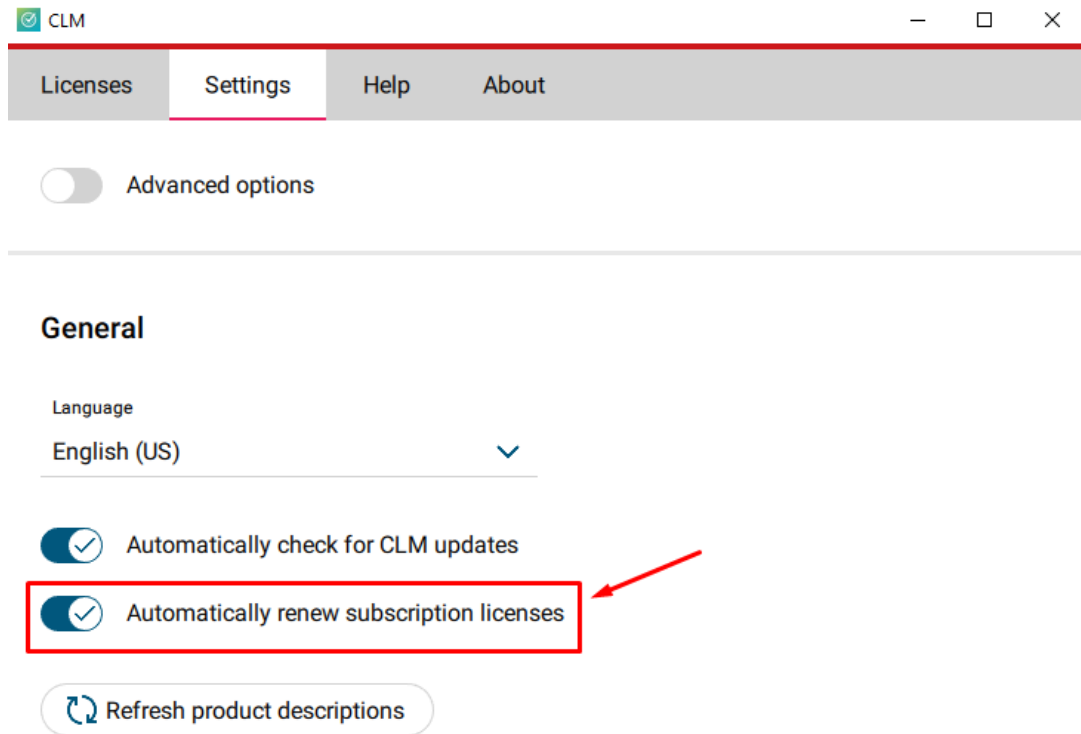 CLM
Licenses Settings Help About
Advanced options
General
Language
English (US)
Automatically check for CLM updates
Automatically renew subscription licenses
Refresh product descriptions